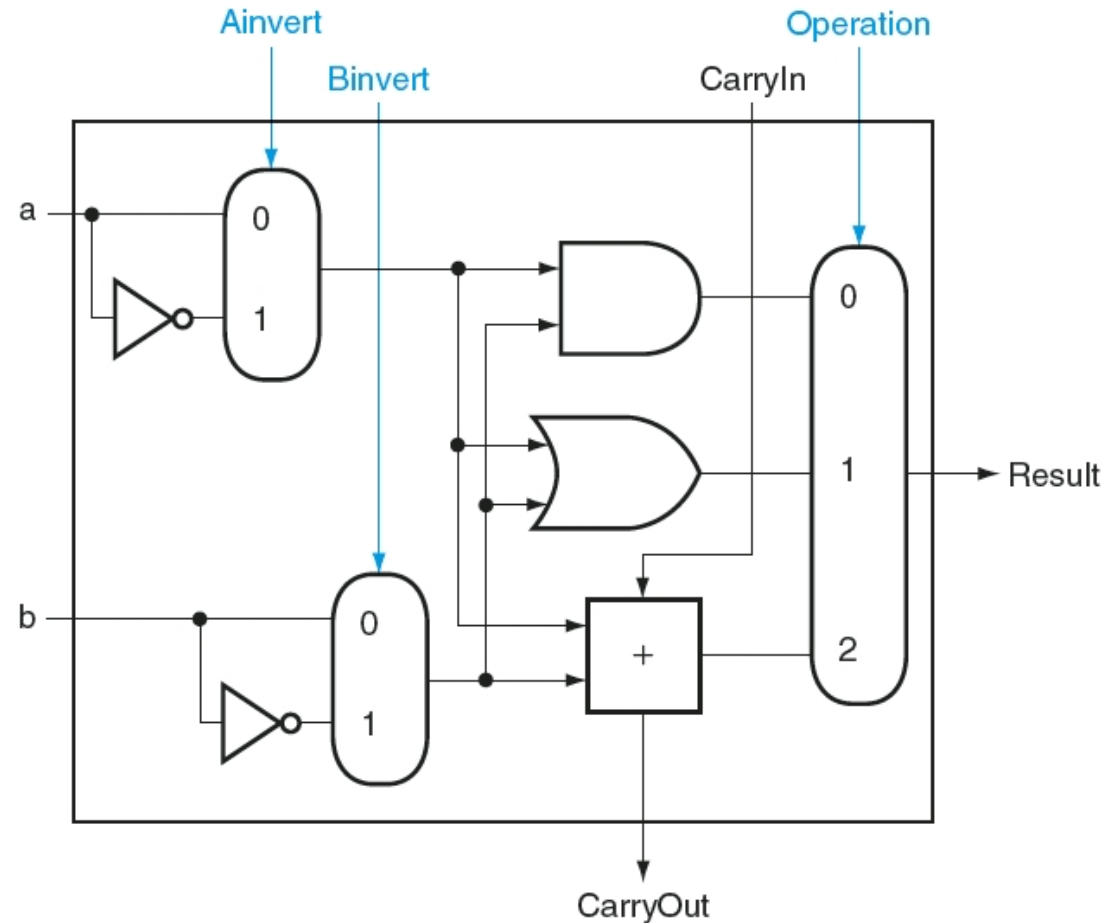 Ainvert
Operation
Binvert
CarryIn
a
0
1
0
1
Result
b
0
1
+
2
CarryOut